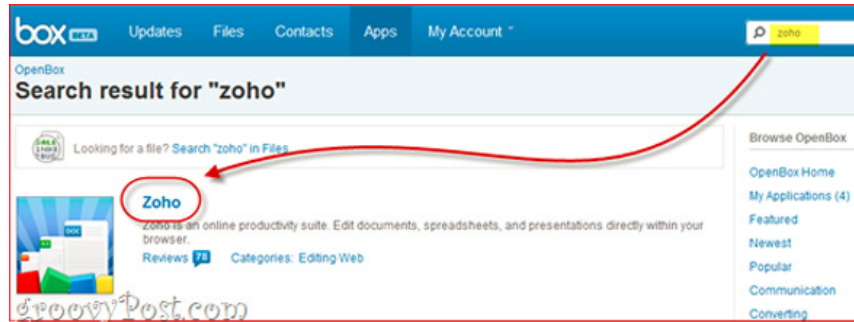 box BETA
Updates Files Contacts Apps My Account
zoho
OpenBox
Search result for "zoho"
Looking for a file? Search "zoho" in Files
Zoho
Zoho is an online productivity suite. Edit documents, spreadsheets, and presentations directly within your
browser.
Reviews 78 Categories: Editing Web
Browse OpenBox
OpenBox Home
My Applications (4)
Featured
Newest
Popular
Communication
Converting
groovyPost.com